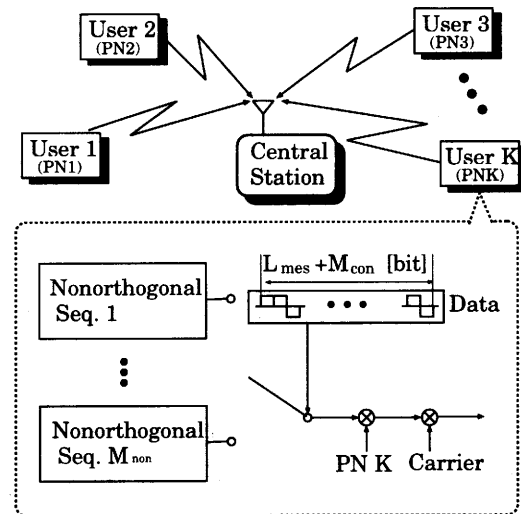 User 2
(PN2)
User 3
(PN3)
User 1
(PN1)
Central
Station
User K
(PNK)
L mes + M con [bit]
Nonorthogonal
Seq. 1
Data
Nonorthogonal
Seq. M non
PN K
Carrier